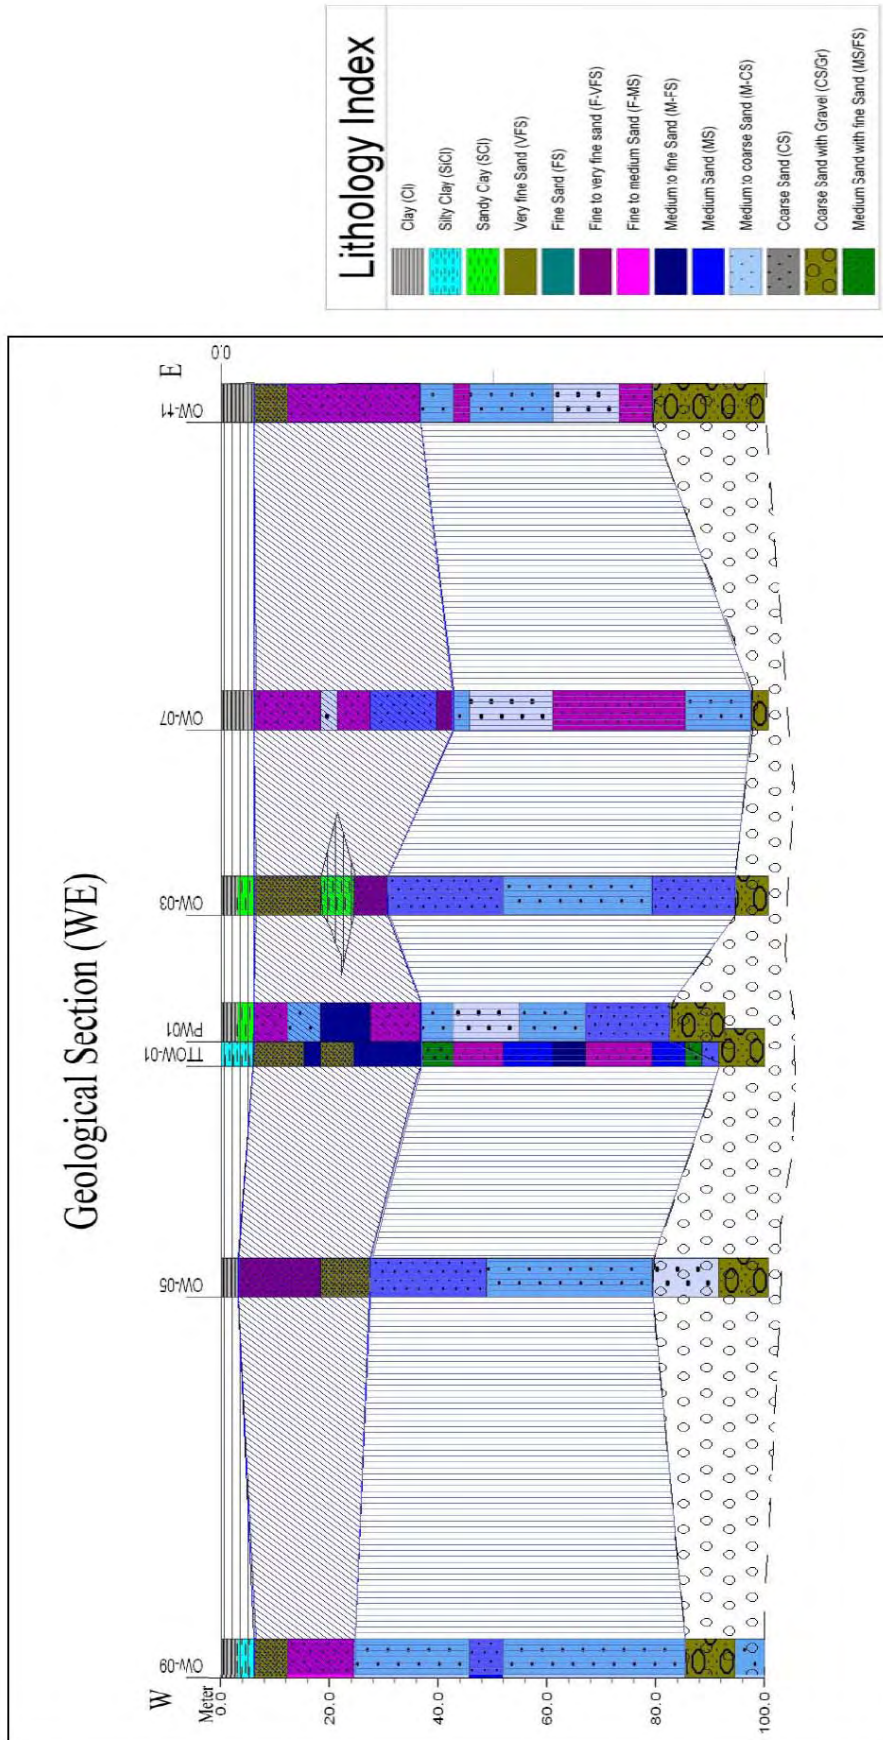 Geological Section (WE)
W
E
OW-09
OW-05
TTOW-01
PW01
OW-03
OW-07
OW-11
Meter
0.0
0.0
20.0
40.0
60.0
80.0
100.0
Lithology Index
Clay (Cl)
Silty Clay (SiCl)
Sandy Clay (SCl)
Very fine Sand (VFS)
Fine Sand (FS)
Fine to very fine sand (F-VFS)
Fine to medium Sand (F-MS)
Medium to fine Sand (M-FS)
Medium Sand (MS)
Medium to coarse Sand (M-CS)
Coarse Sand (CS)
Coarse Sand with Gravel (CS/Gr)
Medium Sand with fine Sand (MS/FS)